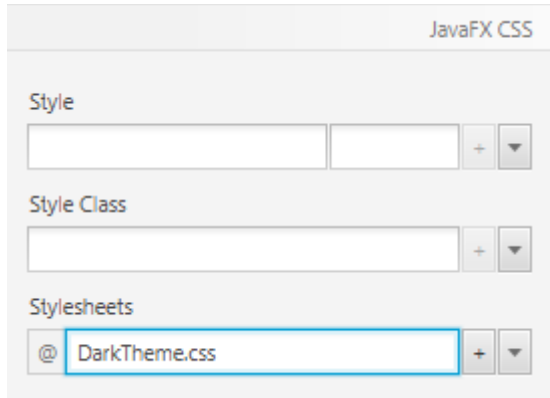 JavaFX CSS
Style
+
Style Class
+
Stylesheets
@ DarkTheme.css +